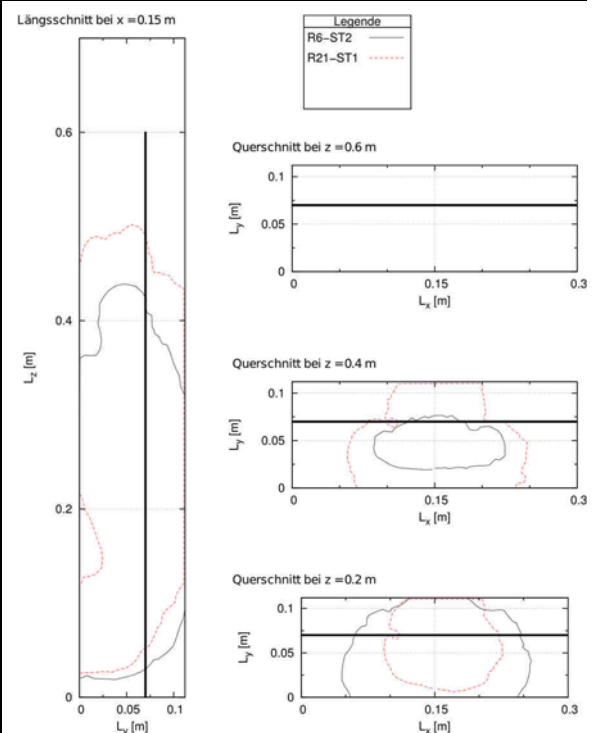 Längsschnitt bei x = 0.15 m
0.6
0.4
0.2
0
L_z [m]
0 0.05 0.1
L_y [m]
Legende
R6-ST2
R21-ST1
Querschnitt bei z = 0.6 m
0.1
0.05
0
L_y [m]
0 0.15 0.3
L_x [m]
Querschnitt bei z = 0.4 m
0.1
0.05
0
L_y [m]
0 0.15 0.3
L_x [m]
Querschnitt bei z = 0.2 m
0.1
0.05
0
L_y [m]
0 0.15 0.3
L_x [m]